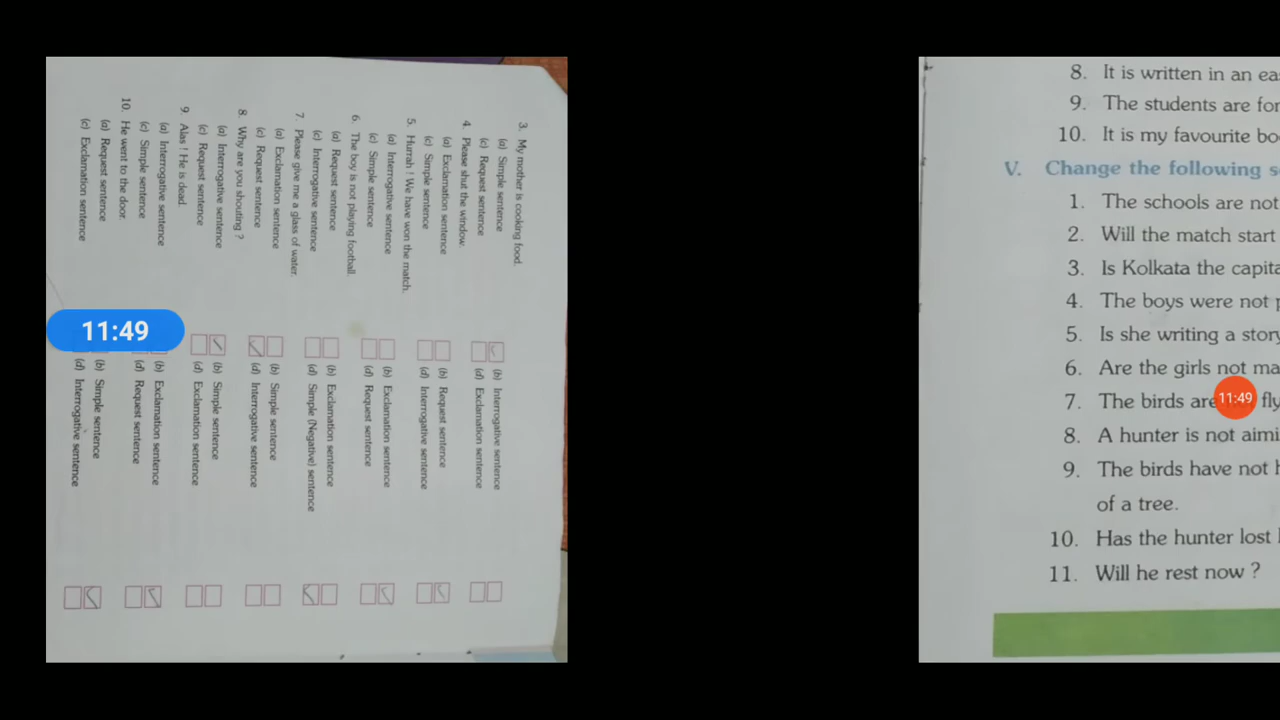 3. My mother is cooking food.
(a) Simple sentence (b) Interrogative sentence
(c) Request sentence (d) Exclamation sentence
4. Please shut the window.
(a) Exclamation sentence (b) Request sentence
(c) Simple sentence (d) Interrogative sentence
5. Hurrah ! We have won the match.
(a) Interrogative sentence (b) Exclamation sentence
(c) Simple sentence (d) Request sentence
6. The boy is not playing football.
(a) Request sentence (b) Exclamation sentence
(c) Interrogative sentence (d) Simple (Negative) sentence
7. Please give me a glass of water.
(a) Exclamation sentence (b) Simple sentence
(c) Request sentence (d) Interrogative sentence
8. Why are you shouting ?
(a) Interrogative sentence (b) Simple sentence
(c) Request sentence (d) Exclamation sentence
9. Alas ! He is dead.
(a) Interrogative sentence (b) Exclamation sentence
(c) Simple sentence (d) Request sentence
10. He went to the door.
(a) Request sentence (b) Simple sentence
(c) Exclamation sentence (d) Interrogative sentence
11:49
8. It is written in an ea
9. The students are for
10. It is my favourite bo
V. Change the following s
1. The schools are not
2. Will the match start
3. Is Kolkata the capita
4. The boys were not
5. Is she writing a story
6. Are the girls not ma
7. The birds are fly
11:49
8. A hunter is not aimi
9. The birds have not
of a tree.
10. Has the hunter lost
11. Will he rest now ?